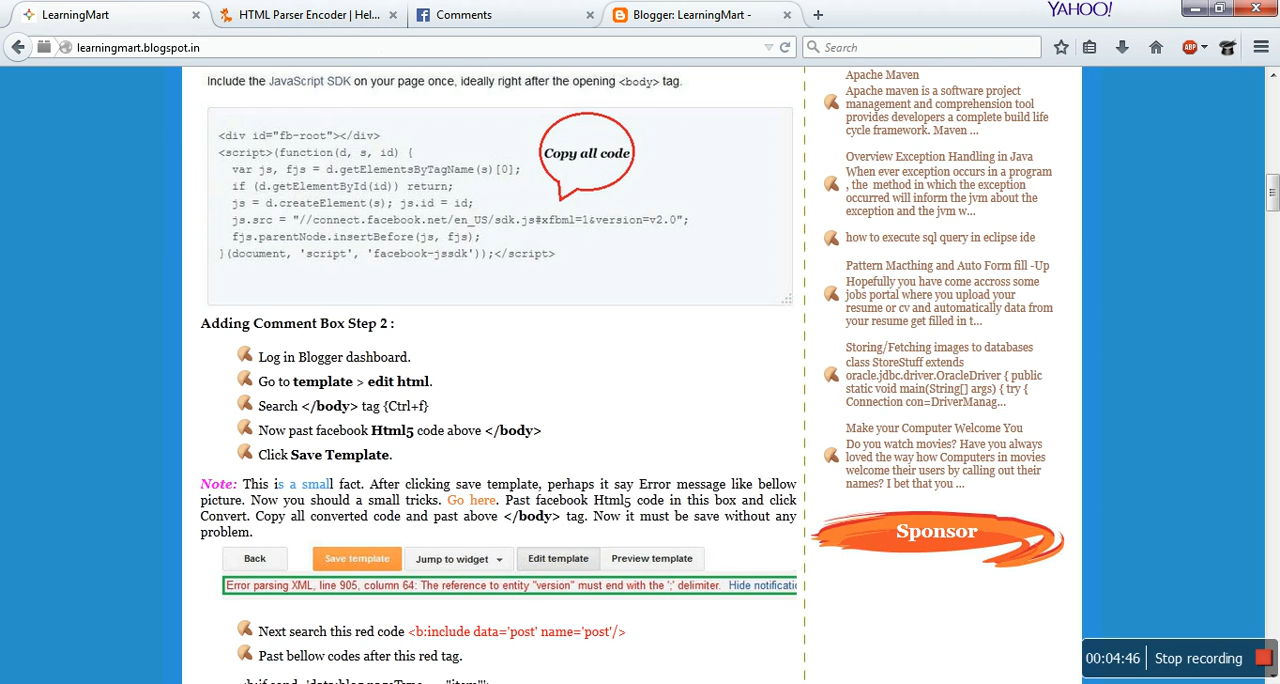 LearningMart
HTML Parser Encoder | Hel...
Comments
Blogger: LearningMart -
YAHOO!
learningmart.blogspot.in
Search
ABP
Include the JavaScript SDK on your page once, ideally right after the opening <body> tag.
<div id="fb-root"></div>
<script>(function(d, s, id) {
var js, fjs = d.getElementsByTagName(s)[0];
if (d.getElementById(id)) return;
js = d.createElement(s); js.id = id;
js.src = "//connect.facebook.net/en_US/sdk.js#xfbml=1&version=v2.0";
fjs.parentNode.insertBefore(js, fjs);
}(document, 'script', 'facebook-jssdk'));</script>
Copy all code
Adding Comment Box Step 2 :
Log in Blogger dashboard.
Go to template > edit html.
Search </body> tag {Ctrl+f}
Now past facebook Html5 code above </body>
Click Save Template.
Note: This is a small fact. After clicking save template, perhaps it say Error message like bellow
picture. Now you should a small tricks. Go here. Past facebook Html5 code in this box and click
Convert. Copy all converted code and past above </body> tag. Now it must be save without any
problem.
Back
Save template
Jump to widget
Edit template
Preview template
Error parsing XML, line 905, column 64: The reference to entity "version" must end with the ';' delimiter. Hide notificati
Next search this red code <b:include data='post' name='post'/>
Past bellow codes after this red tag.
Apache Maven
Apache maven is a software project
management and comprehension tool
provides developers a complete build life
cycle framework. Maven ...
Overview Exception Handling in Java
When ever exception occurs in a program
, the method in which the exception
occurred will inform the jvm about the
exception and the jvm w...
how to execute sql query in eclipse ide
Pattern Macthing and Auto Form fill -Up
Hopefully you have come accross some
jobs portal where you upload your
resume or cv and automatically data from
your resume get filled in t...
Storing/Fetching images to databases
class StoreStuff extends
oracle.jdbc.driver.OracleDriver { public
static void main(String[] args) { try {
Connection con=DriverManag...
Make your Computer Welcome You
Do you watch movies? Have you always
loved the way how Computers in movies
welcome their users by calling out their
names? I bet that you ...
Sponsor
00:04:46
Stop recording